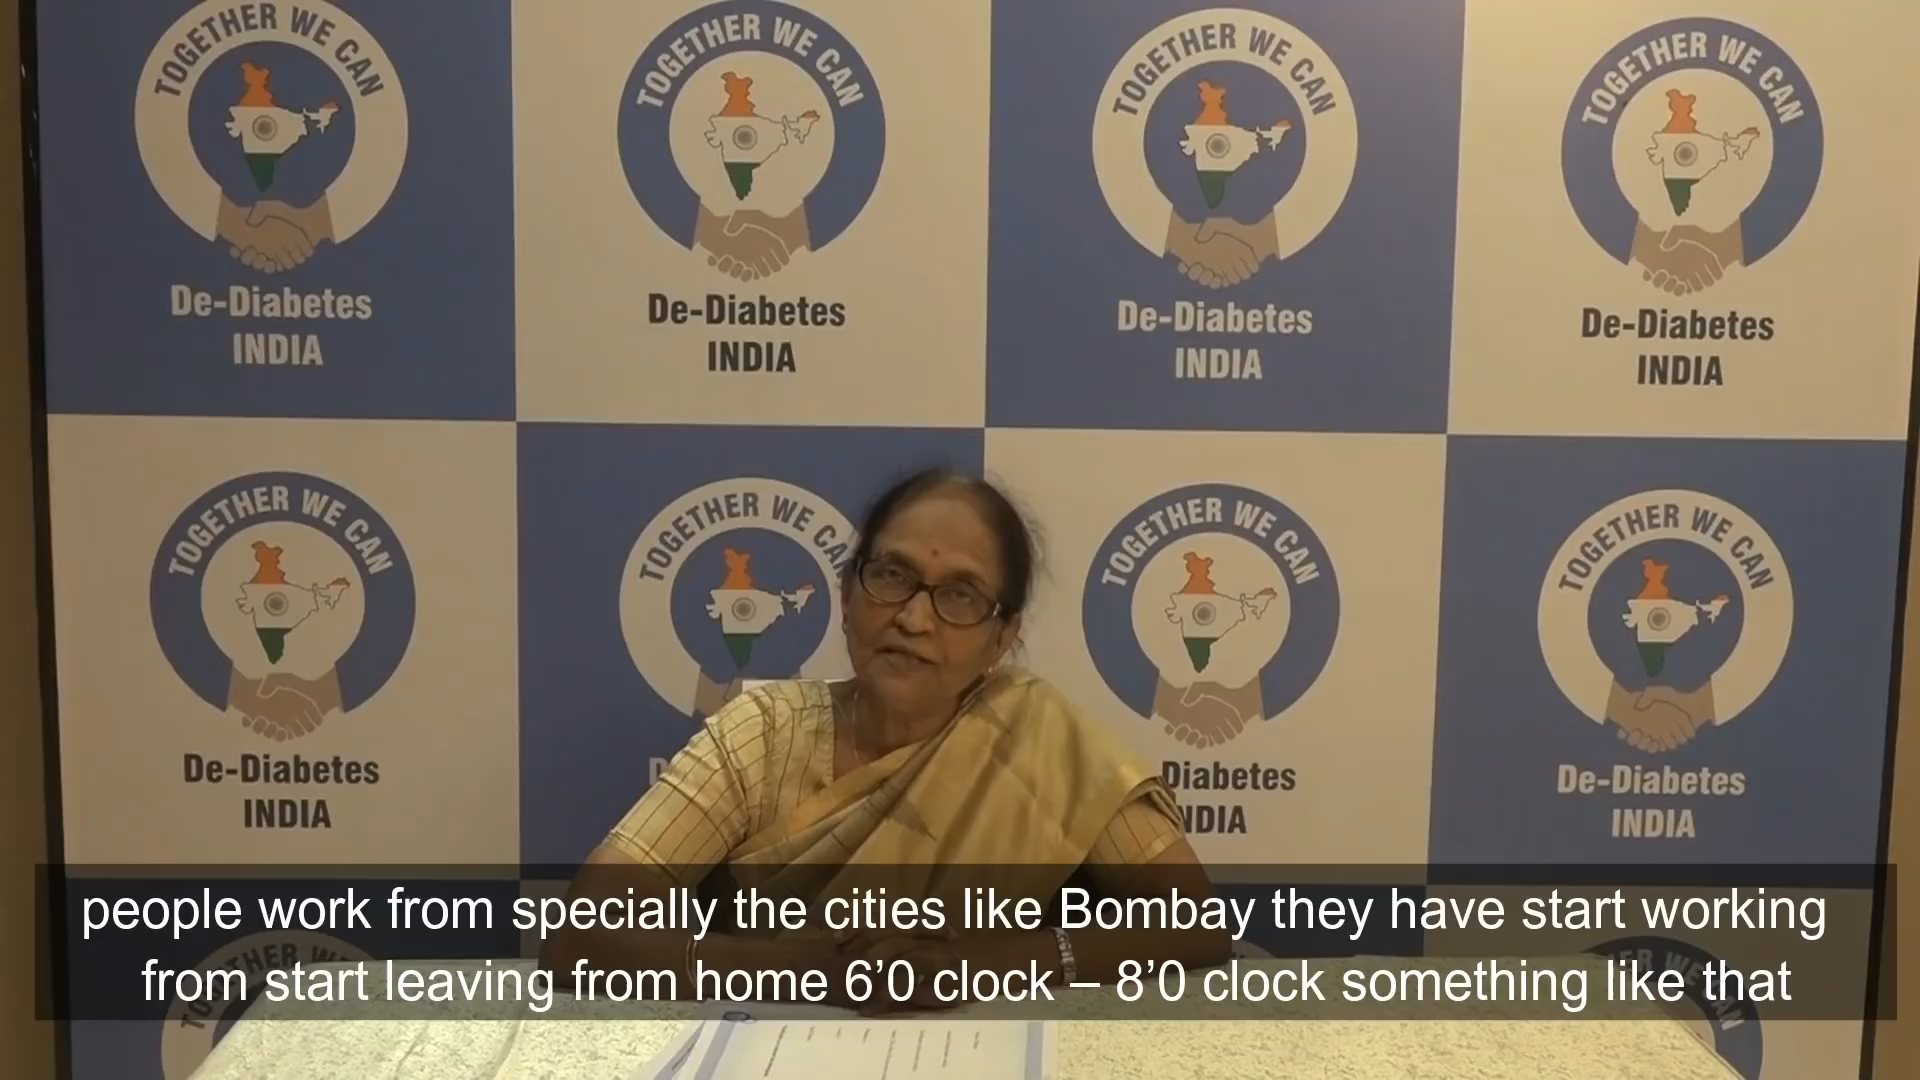 TOGETHER WE CAN
De-Diabetes
INDIA
TOGETHER WE CAN
De-Diabetes
INDIA
TOGETHER WE CAN
De-Diabetes
INDIA
TOGETHER WE CAN
De-Diabetes
INDIA
TOGETHER WE CAN
De-Diabetes
INDIA
TOGETHER WE CAN
TOGETHER WE CAN
Diabetes
INDIA
TOGETHER WE CAN
De-Diabetes
INDIA
people work from specially the cities like Bombay they have start working
from start leaving from home 6’0 clock – 8’0 clock something like that